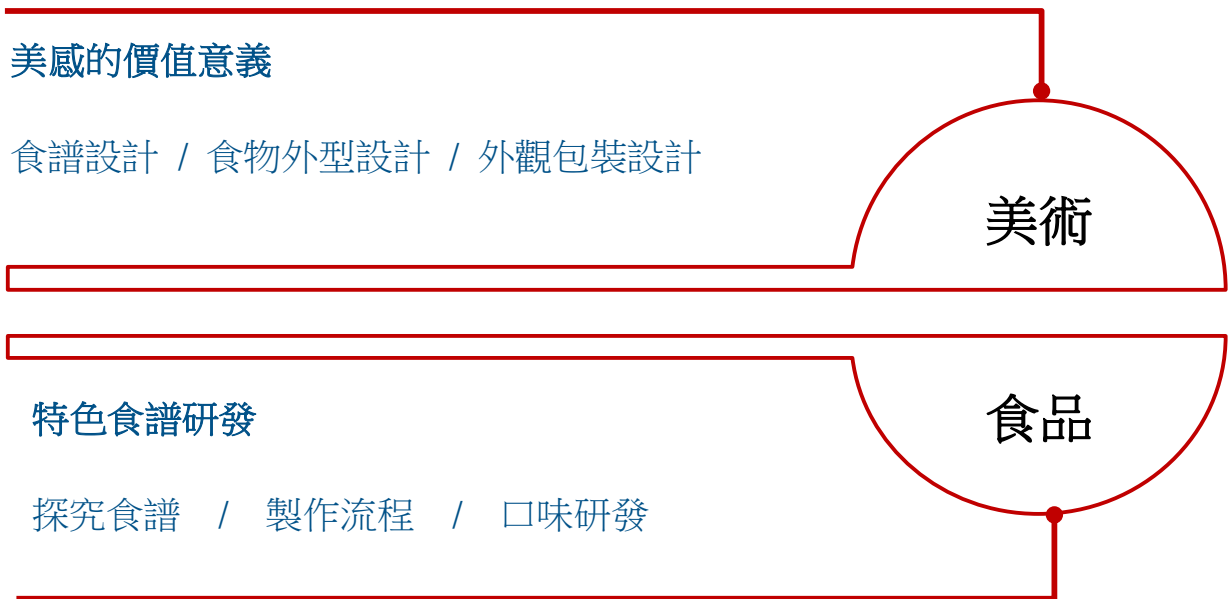 美感的價值意義
食譜設計 / 食物外型設計 / 外觀包裝設計
美術
食品
特色食譜研發
探究食譜 / 製作流程 / 口味研發